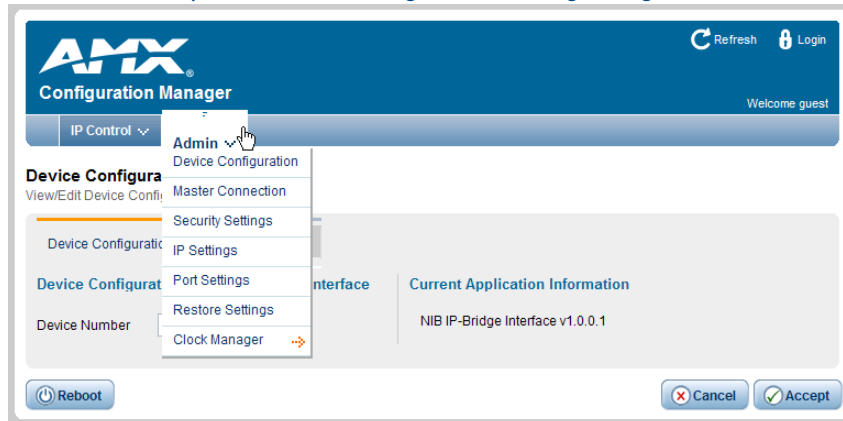 AMX®
Refresh
Login
Configuration Manager
Welcome guest
IP Control
Admin
Device Configuration
Master Connection
Security Settings
IP Settings
Port Settings
Restore Settings
Clock Manager
Device Configura
View/Edit Device Confi
Device Configuratio
Device Configurat
nterface
Current Application Information
Device Number
NIB IP-Bridge Interface v1.0.0.1
Reboot
Cancel
Accept